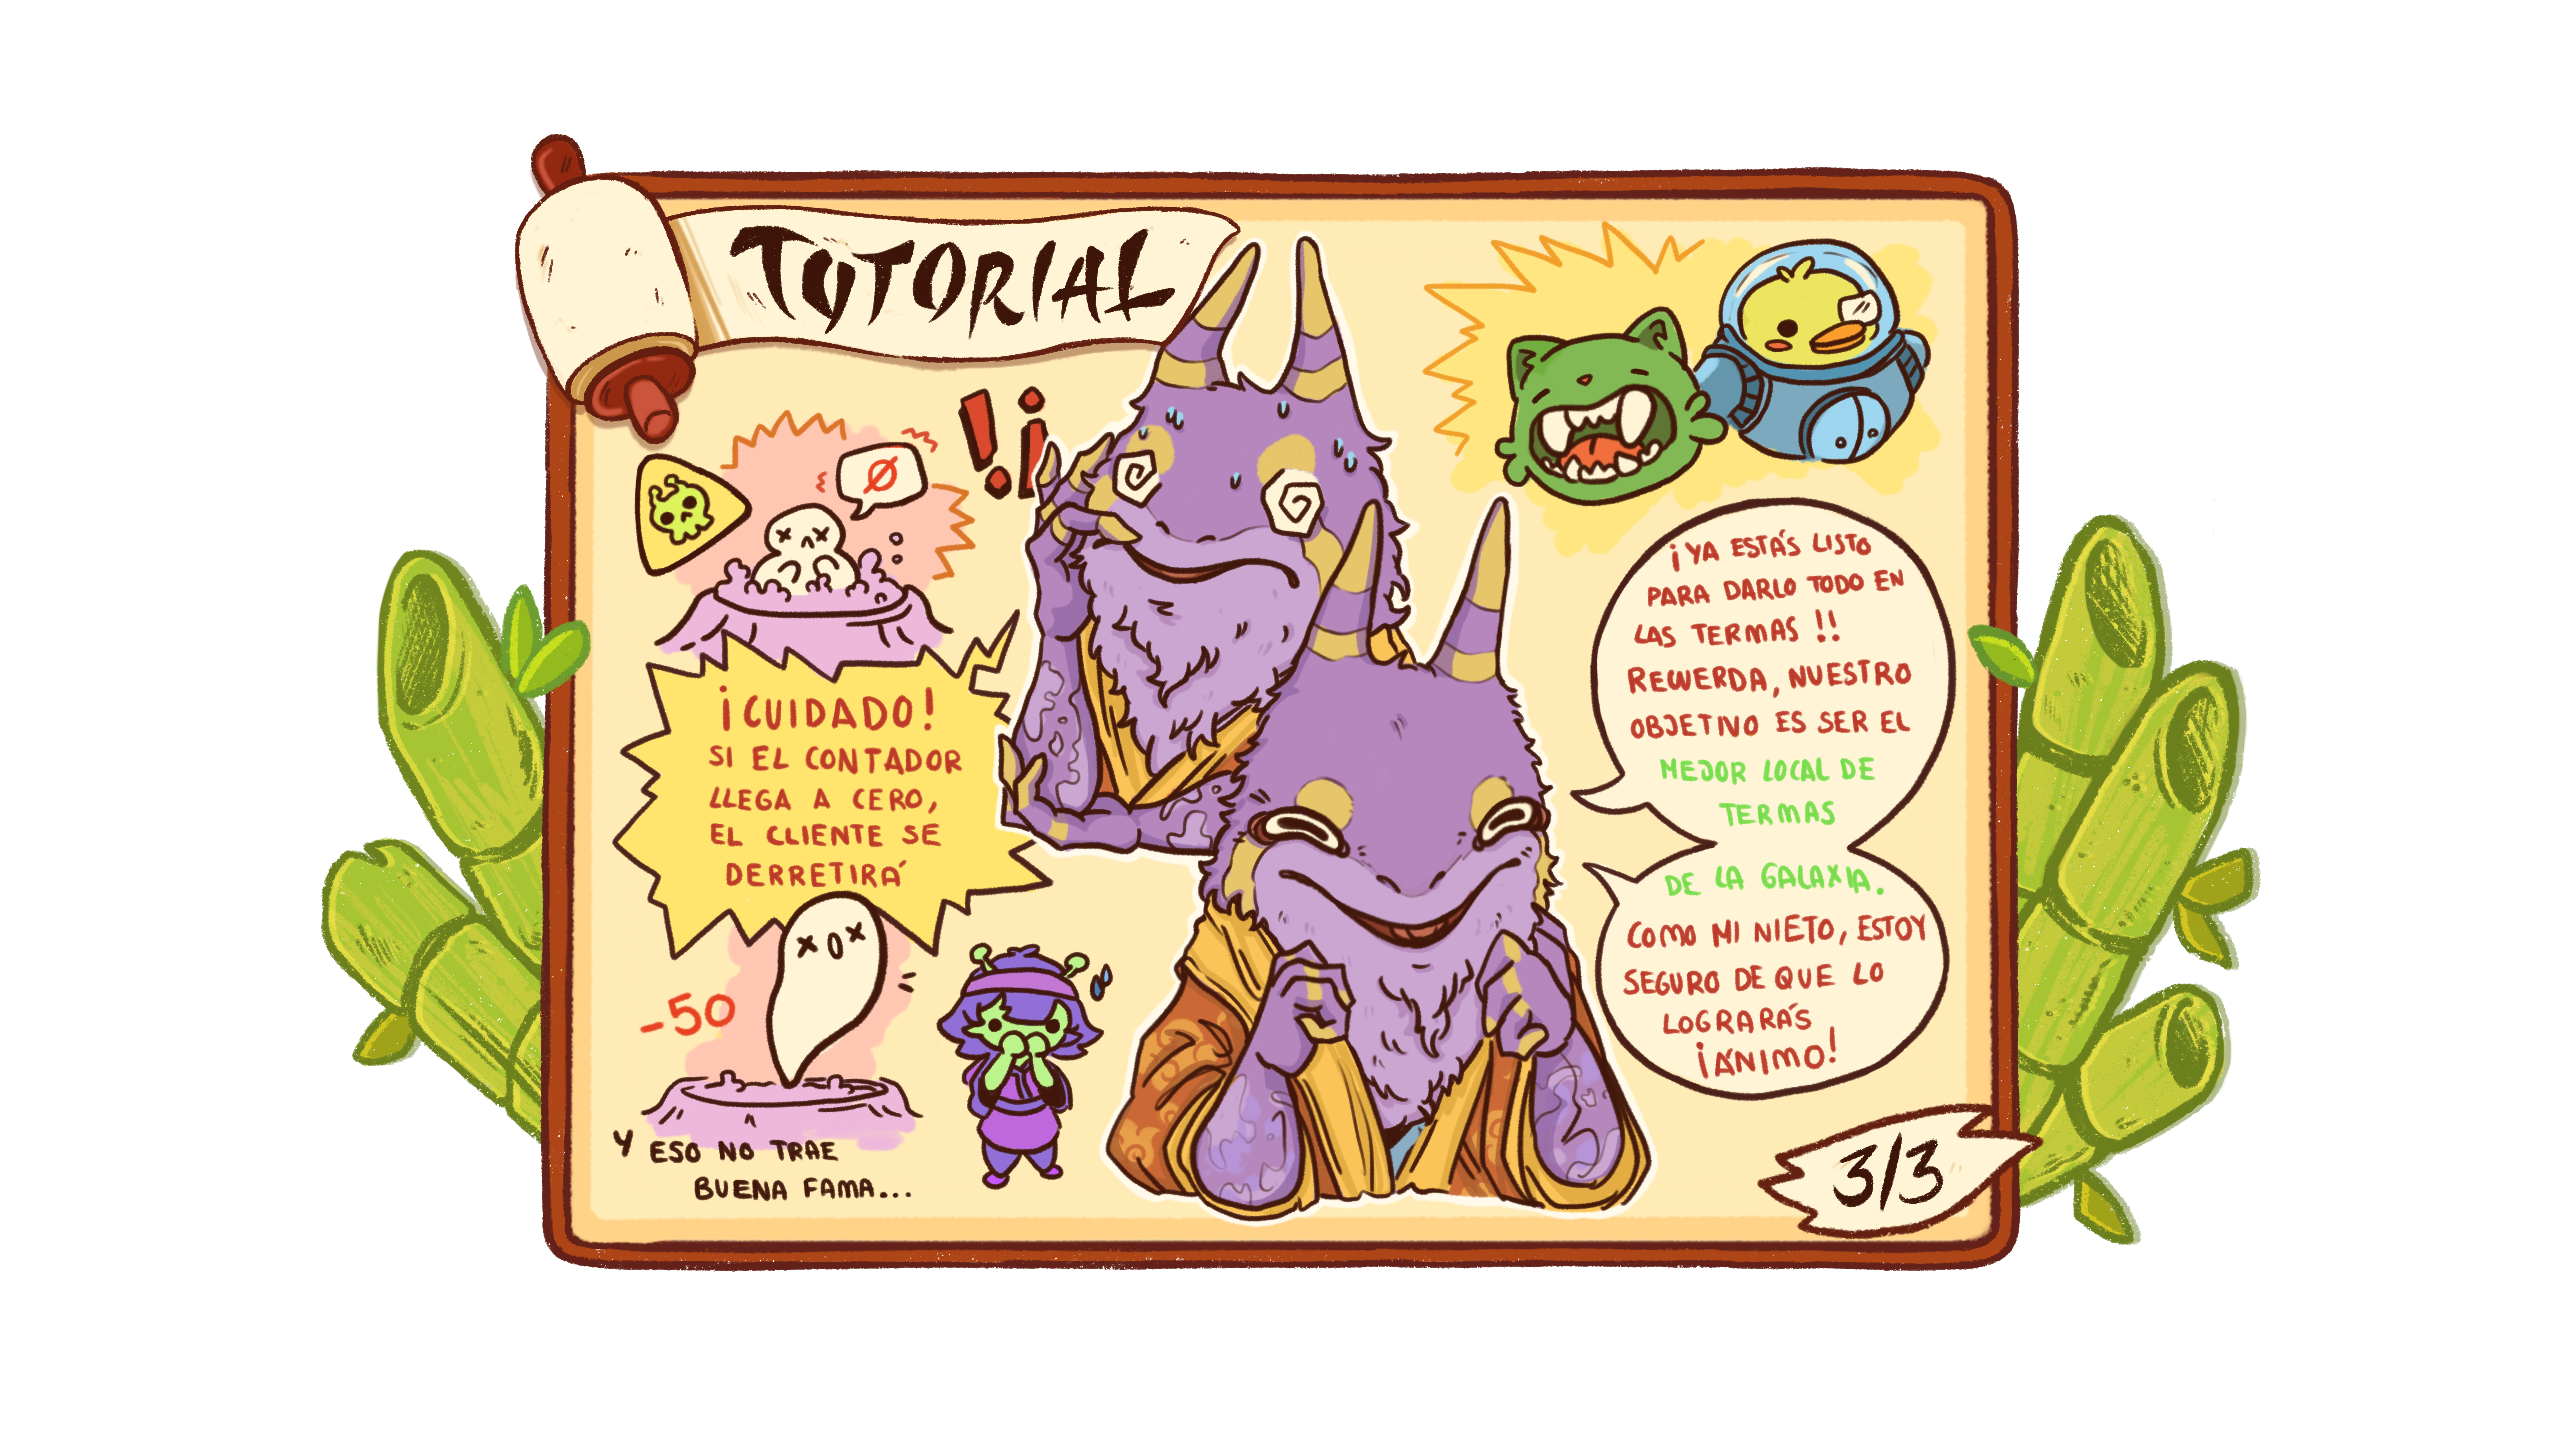 TUTORIAL
!¡
Ø
¡CUIDADO!
SI EL CONTADOR
LLEGA A CERO,
EL CLIENTE SE
DERRETIRÁ
-50
Y ESO NO TRAE
BUENA FAMA...
¡YA ESTÁS LISTO
PARA DARLO TODO EN
LAS TERMAS !!
RECUERDA, NUESTRO
OBJETIVO ES SER EL
MEJOR LOCAL DE
TERMAS
DE LA GALAXIA.
COMO MI NIETO, ESTOY
SEGURO DE QUE LO
LOGRARÁS
¡ÁNIMO!
3/3